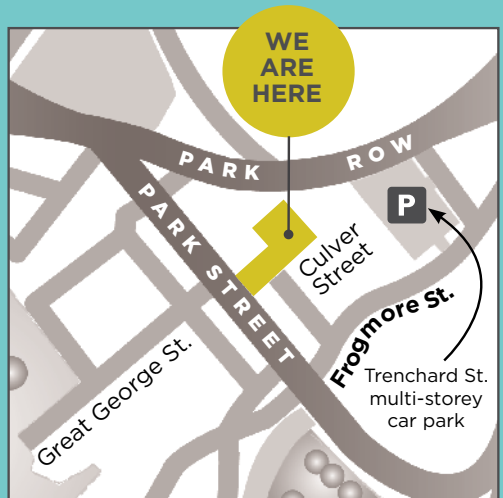 WE
ARE
HERE
PARK ROW
P
PARK STREET
Culver
Street
Frogmore St.
Great George St.
Trenchard St.
multi-storey
car park